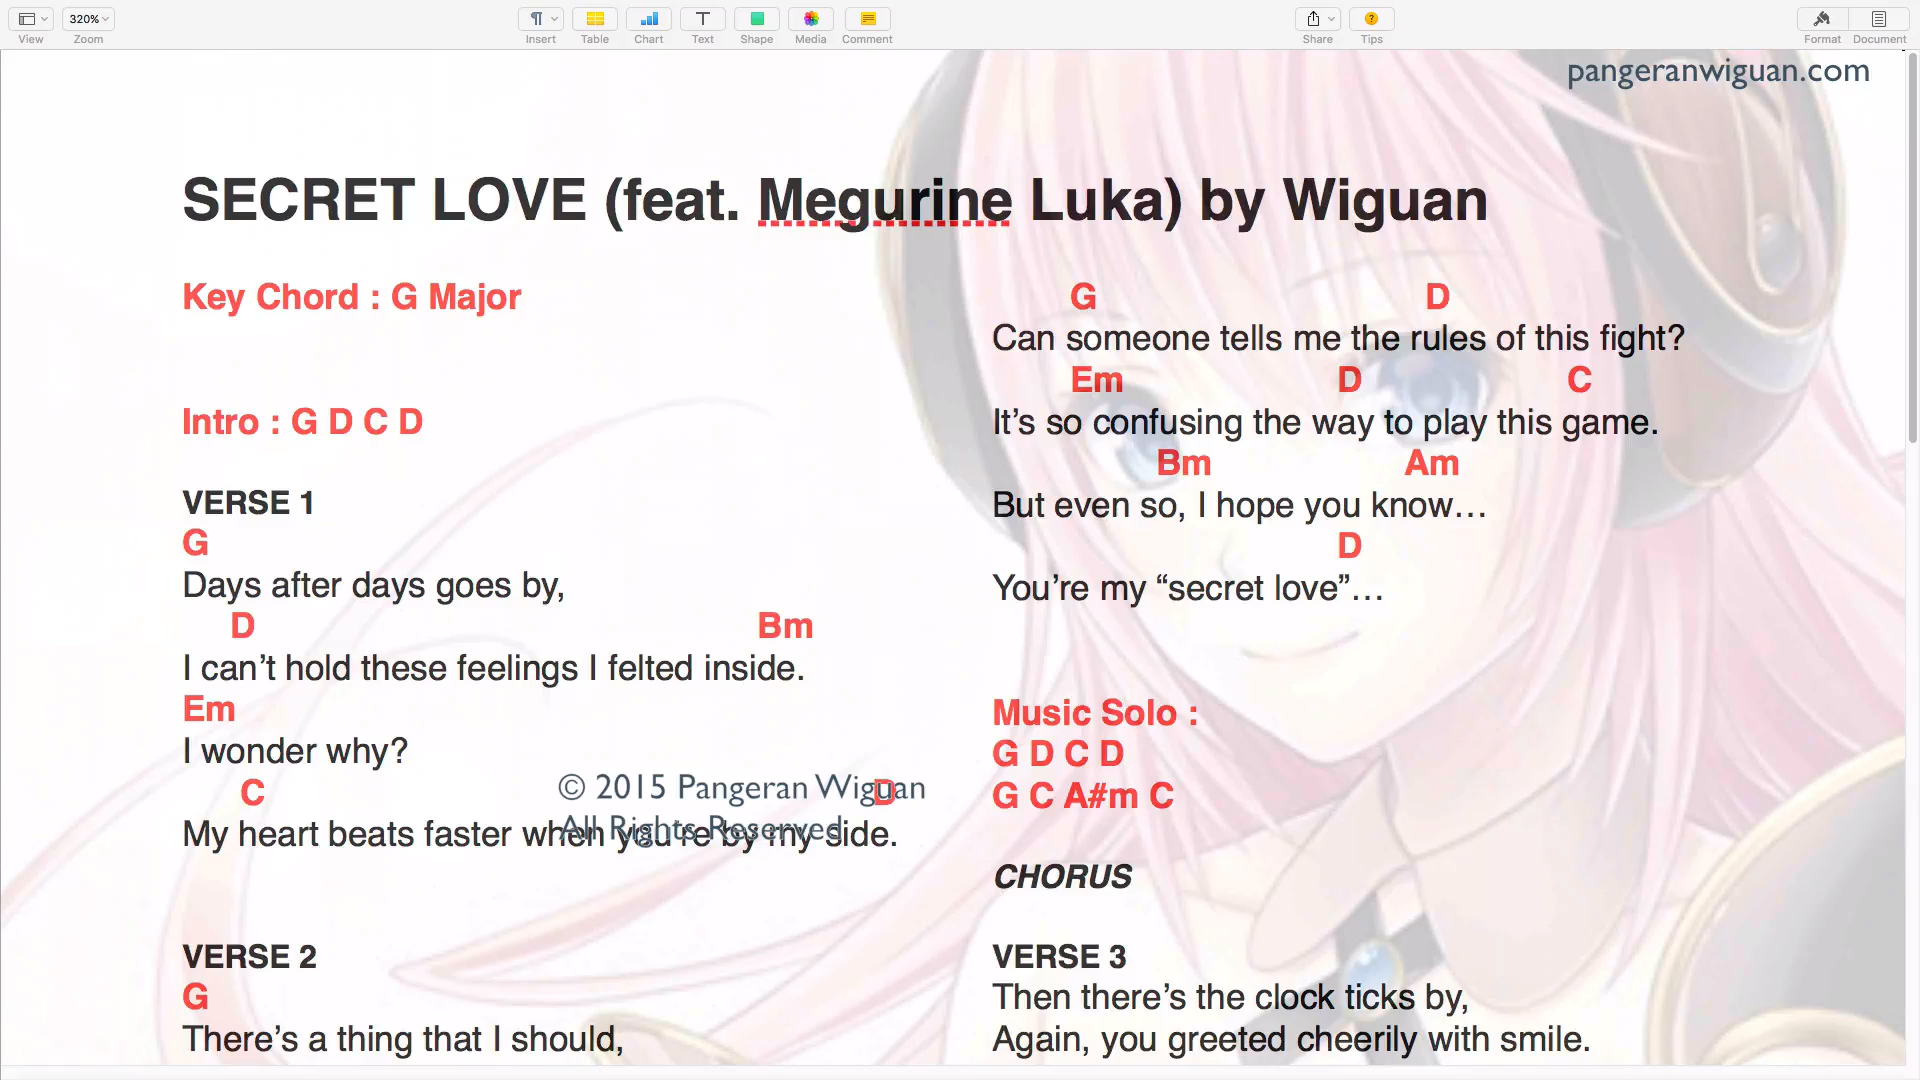 320%
View
Zoom
Insert
Table
Chart
Text
Shape
Media
Comment
Share
Tips
Format
Document
pangeranwiguan.com
SECRET LOVE (feat. Megurine Luka) by Wiguan
Key Chord : G Major
Intro : G D C D
VERSE 1
G
Days after days goes by,
D Bm
I can’t hold these feelings I felted inside.
Em
I wonder why?
C D
My heart beats faster when you’re by my side.
© 2015 Pangeran Wiguan
All Rights Reserved
VERSE 2
G
There’s a thing that I should,
G D
Can someone tells me the rules of this fight?
Em D C
It’s so confusing the way to play this game.
Bm Am
But even so, I hope you know…
D
You’re my “secret love”…
Music Solo :
G D C D
G C A#m C
CHORUS
VERSE 3
Then there’s the clock ticks by,
Again, you greeted cheerily with smile.